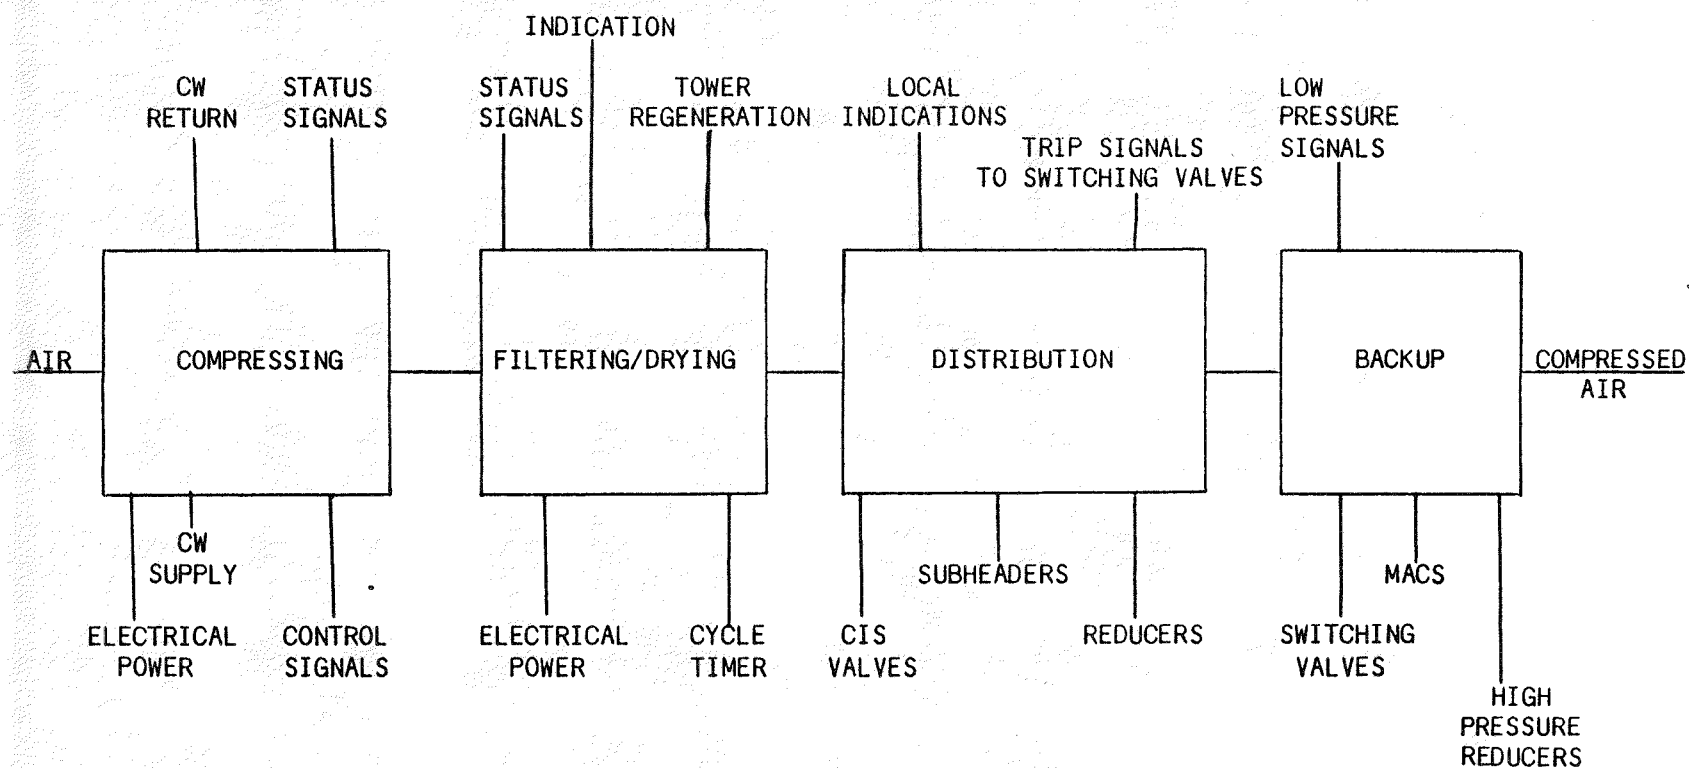 INDICATION
CW
RETURN
STATUS
SIGNALS
STATUS
SIGNALS
TOWER
REGENERATION
LOCAL
INDICATIONS
TRIP SIGNALS
TO SWITCHING VALVES
LOW
PRESSURE
SIGNALS
AIR
COMPRESSING
FILTERING/DRYING
DISTRIBUTION
BACKUP
COMPRESSED
AIR
CW
SUPPLY
SUBHEADERS
MACS
ELECTRICAL
POWER
CONTROL
SIGNALS
ELECTRICAL
POWER
CYCLE
TIMER
CIS
VALVES
REDUCERS
SWITCHING
VALVES
HIGH
PRESSURE
REDUCERS